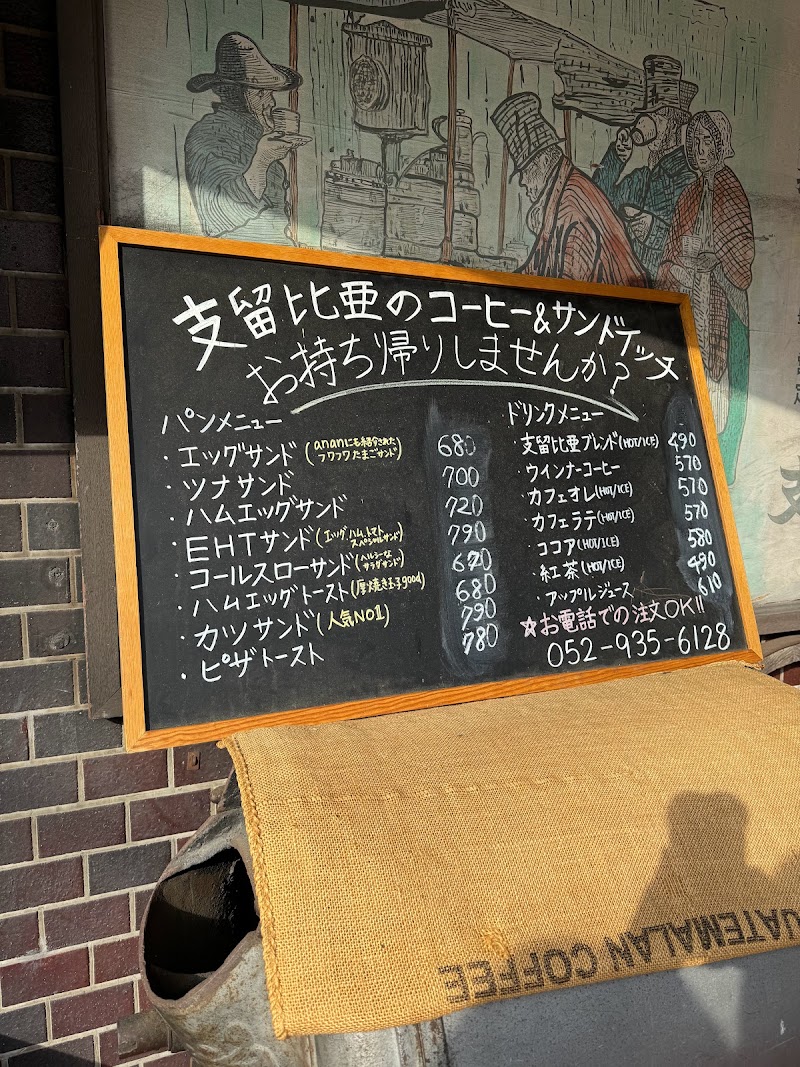 支留比亜のコーヒー&サンドイッチ
お持ち帰りしませんか?
パンメニュー
・エッグサンド (ananにも紹介された フワフワたまごサンド) 680
・ツナサンド 700
・ハムエッグサンド 720
・EHTサンド (エッグ、ハム、トマト スペシャルサンド) 790
・コールスローサンド (ヘルシーな サラダサンド) 620
・ハムエッグトースト (厚焼き玉子good) 680
・カツサンド (人気NO1) 790
・ピザトースト 780
ドリンクメニュー
・支留比亜ブレンド(HOT/ICE) 490
・ウインナーコーヒー 570
・カフェオレ(HOT/ICE) 570
・カフェラテ(HOT/ICE) 570
・ココア(HOT/ICE) 580
・紅茶(HOT/ICE) 490
・アップルジュース 610
☆お電話での注文OK!!
052-935-6128
GUATEMALAN COFFEE